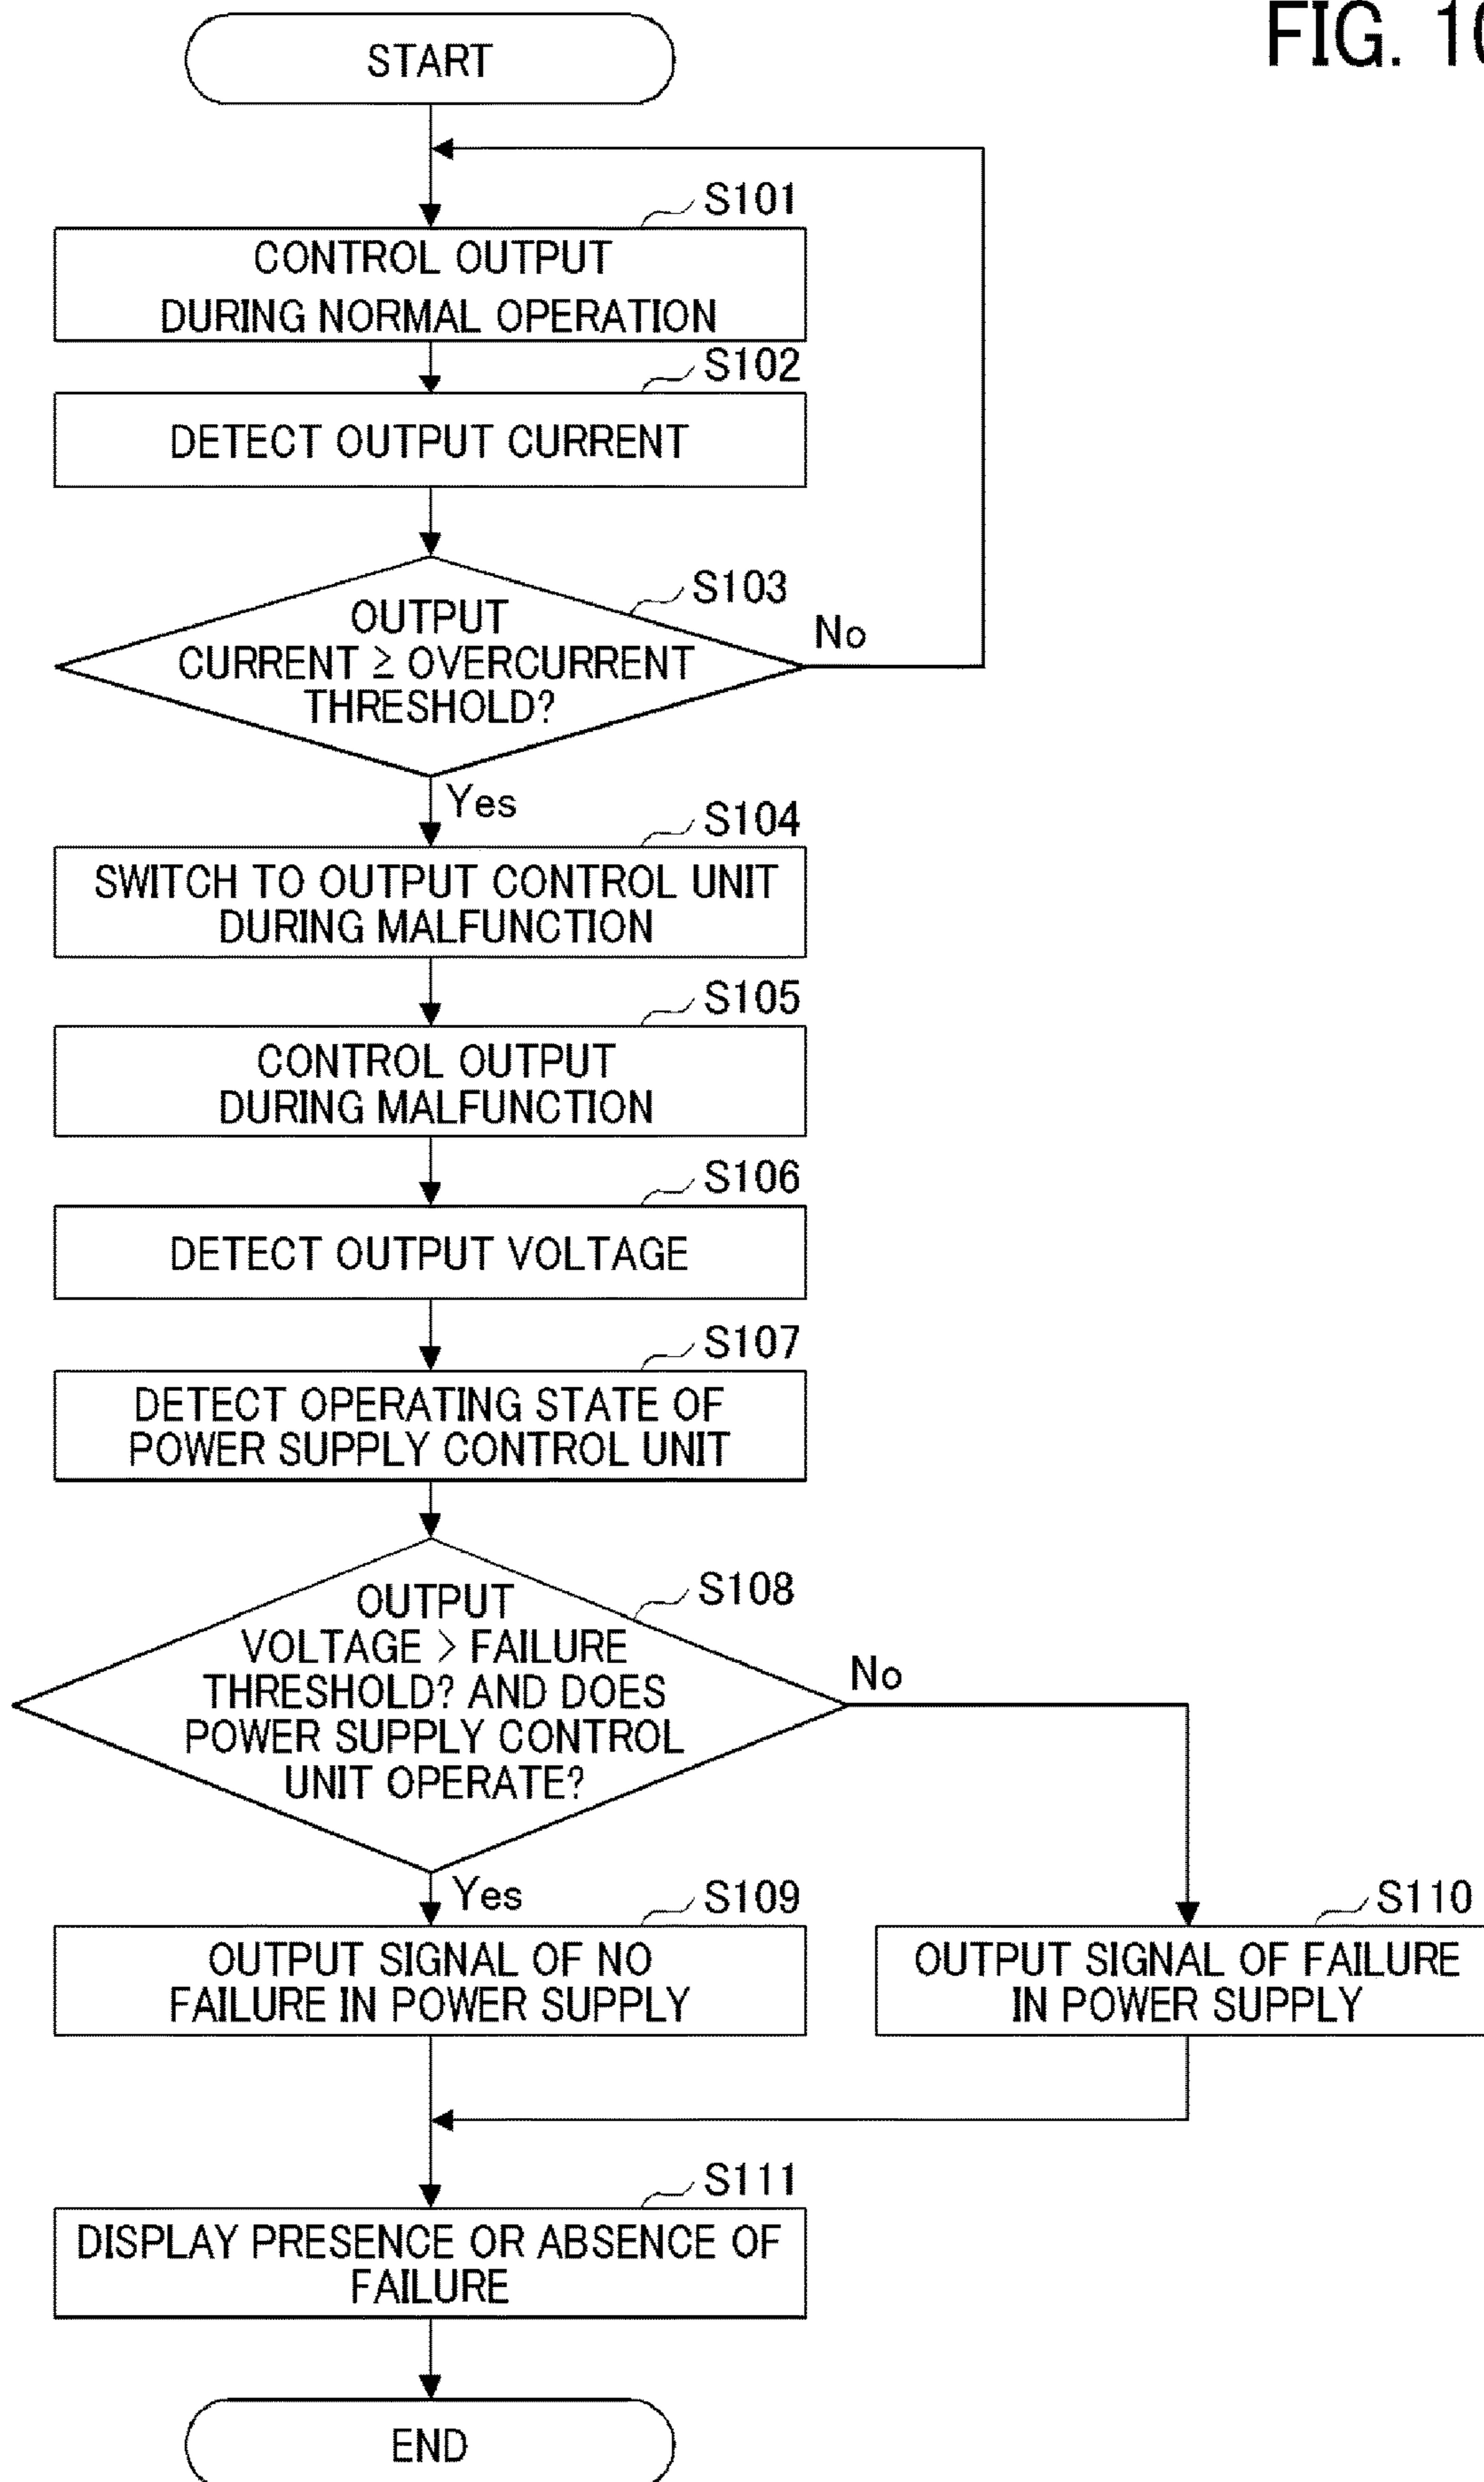 FIG. 10
START
S101
CONTROL OUTPUT
DURING NORMAL OPERATION
S102
DETECT OUTPUT CURRENT
S103
OUTPUT
CURRENT ≧ OVERCURRENT
THRESHOLD?
No
Yes
S104
SWITCH TO OUTPUT CONTROL UNIT
DURING MALFUNCTION
S105
CONTROL OUTPUT
DURING MALFUNCTION
S106
DETECT OUTPUT VOLTAGE
S107
DETECT OPERATING STATE OF
POWER SUPPLY CONTROL UNIT
S108
OUTPUT
VOLTAGE > FAILURE
THRESHOLD? AND DOES
POWER SUPPLY CONTROL
UNIT OPERATE?
No
Yes
S109
OUTPUT SIGNAL OF NO
FAILURE IN POWER SUPPLY
S110
OUTPUT SIGNAL OF FAILURE
IN POWER SUPPLY
S111
DISPLAY PRESENCE OR ABSENCE OF
FAILURE
END